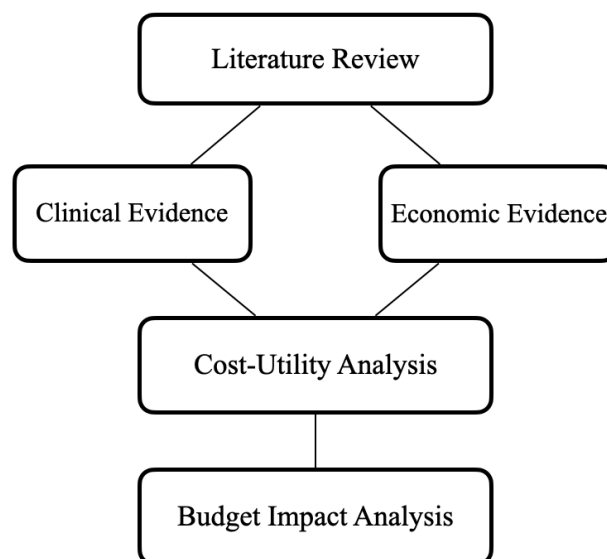 Literature Review
Clinical Evidence
Economic Evidence
Cost-Utility Analysis
Budget Impact Analysis